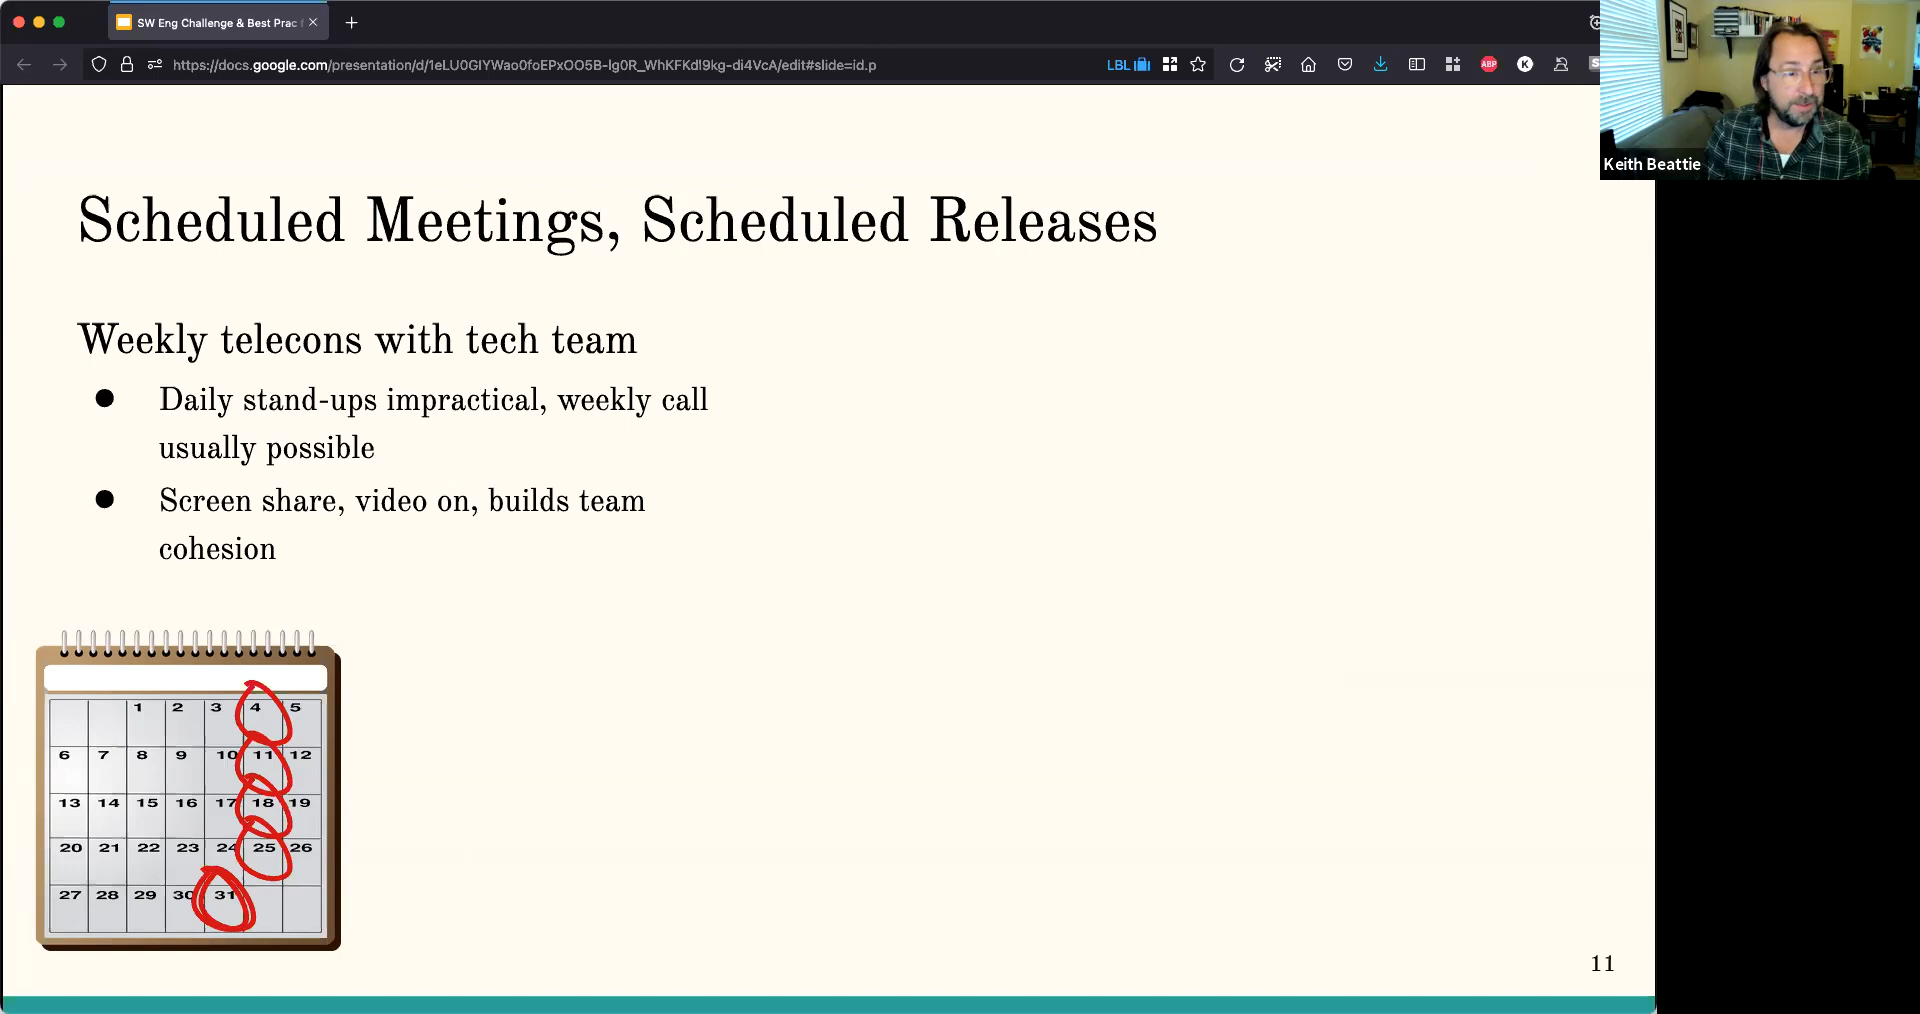 SW Eng Challenge & Best Prac f
https://docs.google.com/presentation/d/1eLU0GIYWao0foEPxOO5B-lg0R_WhKFKdl9kg-di4VcA/edit#slide=id.p
LBL
ABP
K
S
Keith Beattie
Scheduled Meetings, Scheduled Releases
Weekly telecons with tech team
● Daily stand-ups impractical, weekly call
usually possible
● Screen share, video on, builds team
cohesion
1 2 3 4 5
6 7 8 9 10 11 12
13 14 15 16 17 18 19
20 21 22 23 24 25 26
27 28 29 30 31
11